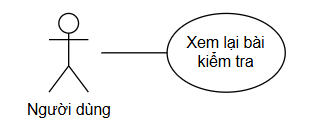 Xem lại bài
kiểm tra
Người dùng